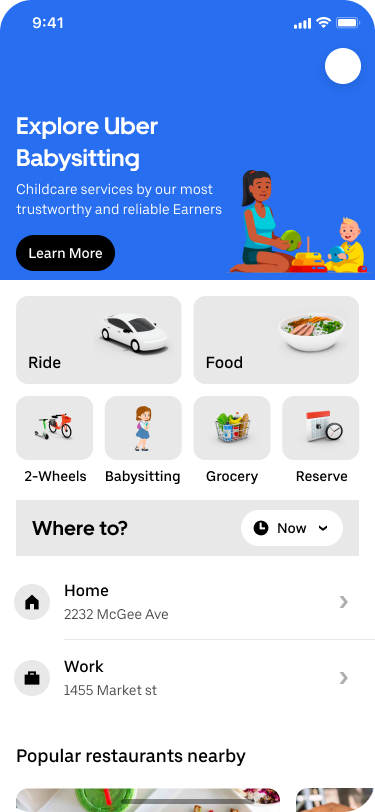 9:41
Explore Uber
Babysitting
Childcare services by our most
trustworthy and reliable Earners
Learn More
Ride
Food
2-Wheels
Babysitting
Grocery
Reserve
Where to?
Now
Home
2232 McGee Ave
Work
1455 Market st
Popular restaurants nearby